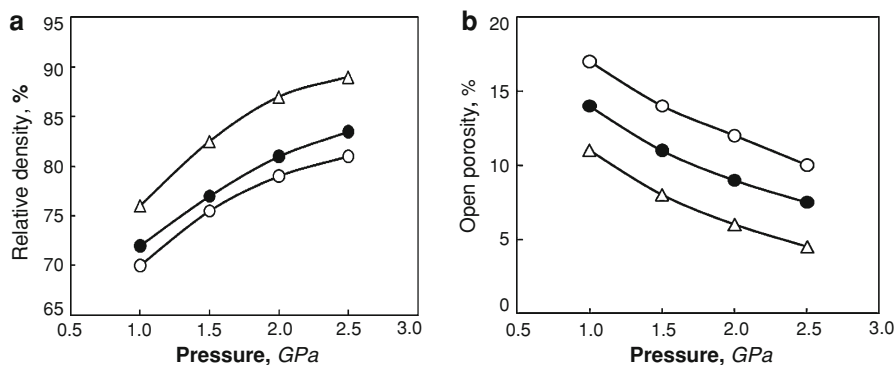 a
95
90
85
80
75
70
65
Relative density, %
0.5 1.0 1.5 2.0 2.5 3.0
Pressure, GPa
b
20
15
10
5
0
Open porosity, %
0.5 1.0 1.5 2.0 2.5 3.0
Pressure, GPa